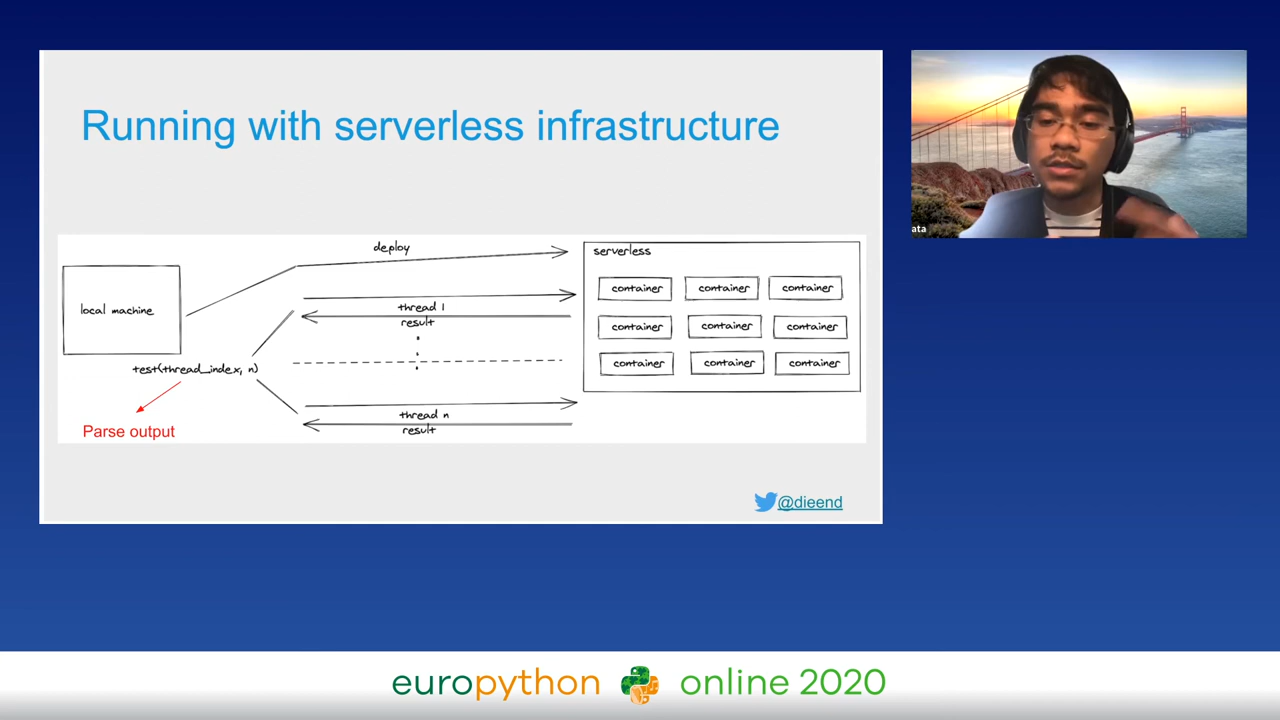 Running with serverless infrastructure
deploy
serverless
local machine
container container container
thread 1
result
container container container
test(thread_index, n)
container container container
thread n
result
Parse output
@dieend
ata
europython online 2020